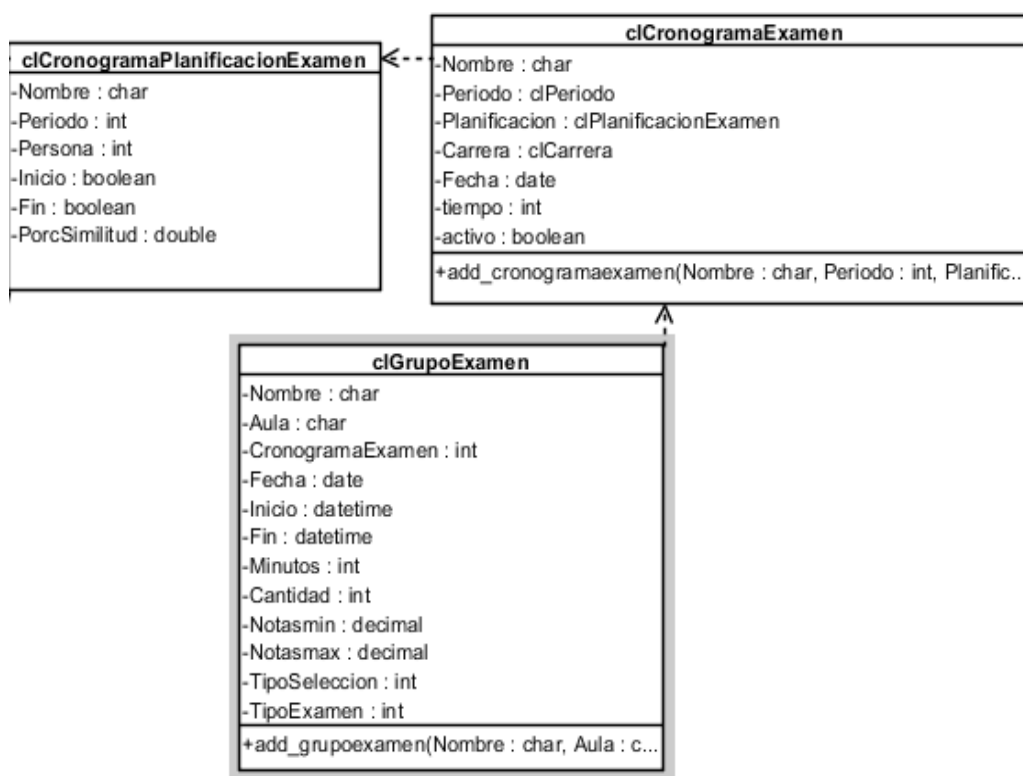 clCronogramaPlanificacionExamen
-Nombre : char
-Periodo : int
-Persona : int
-Inicio : boolean
-Fin : boolean
-PorcSimilitud : double
clCronogramaExamen
-Nombre : char
-Periodo : clPeriodo
-Planificacion : clPlanificacionExamen
-Carrera : clCarrera
-Fecha : date
-tiempo : int
-activo : boolean
+add_cronogramaexamen(Nombre : char, Periodo : int, Planific...
clGrupoExamen
-Nombre : char
-Aula : char
-CronogramaExamen : int
-Fecha : date
-Inicio : datetime
-Fin : datetime
-Minutos : int
-Cantidad : int
-Notasmin : decimal
-Notasmax : decimal
-TipoSeleccion : int
-TipoExamen : int
+add_grupoexamen(Nombre : char, Aula : c...